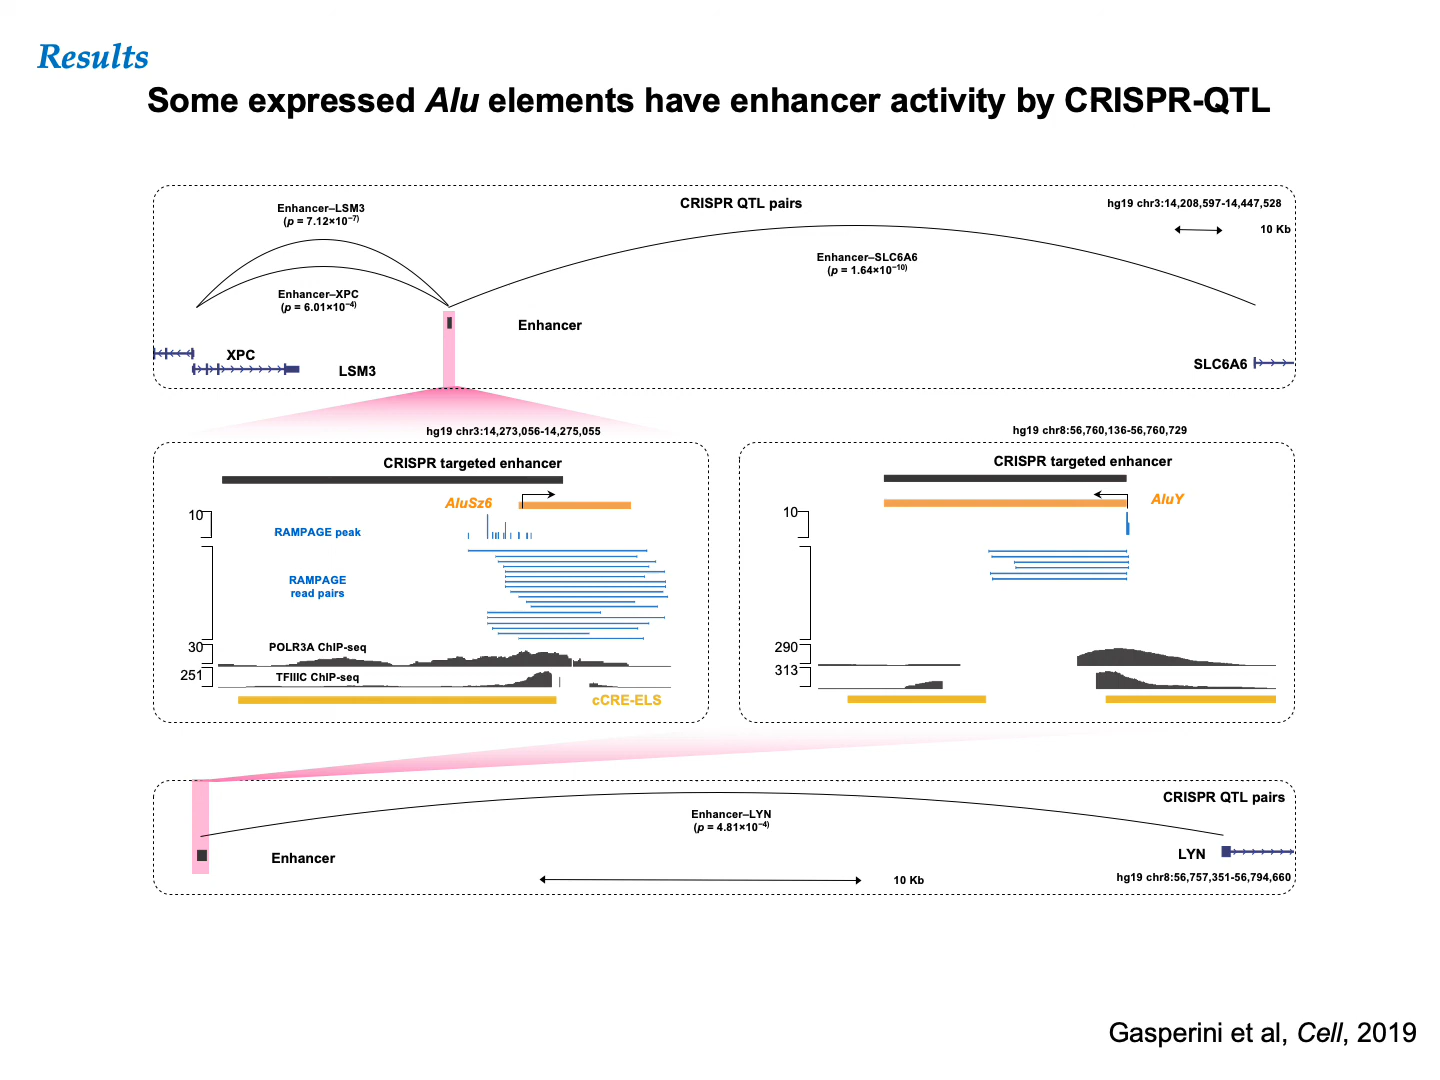 Results
Some expressed Alu elements have enhancer activity by CRISPR-QTL
Enhancer–LSM3
(p = 7.12×10⁻⁷)
CRISPR QTL pairs
hg19 chr3:14,208,597-14,447,528
10 Kb
Enhancer–SLC6A6
(p = 1.64×10⁻¹⁰)
Enhancer–XPC
(p = 6.01×10⁻⁴)
Enhancer
XPC
LSM3
SLC6A6
hg19 chr3:14,273,056-14,275,055
CRISPR targeted enhancer
AluSz6
10
RAMPAGE peak
RAMPAGE
read pairs
30
POLR3A ChIP-seq
251
TFIIIC ChIP-seq
cCRE-ELS
hg19 chr8:56,760,136-56,760,729
CRISPR targeted enhancer
AluY
10
290
313
CRISPR QTL pairs
Enhancer–LYN
(p = 4.81×10⁻⁴)
Enhancer
LYN
10 Kb
hg19 chr8:56,757,351-56,794,660
Gasperini et al, Cell, 2019